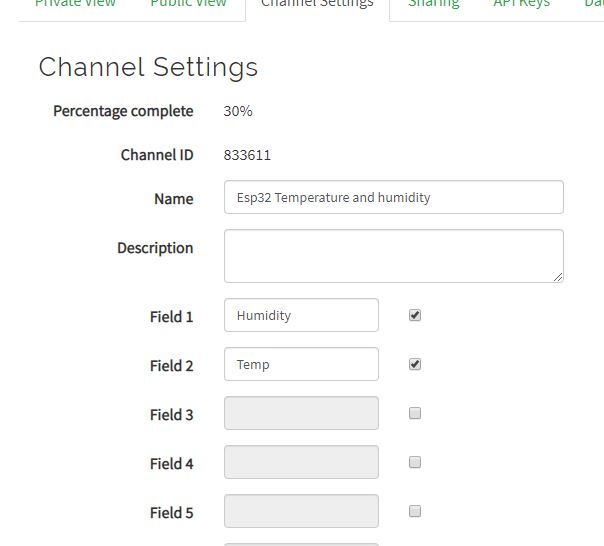 Private View Public View Channel Settings Sharing API Keys
Channel Settings
Percentage complete 30%
Channel ID 833611
Name Esp32 Temperature and humidity
Description
Field 1 Humidity
Field 2 Temp
Field 3
Field 4
Field 5